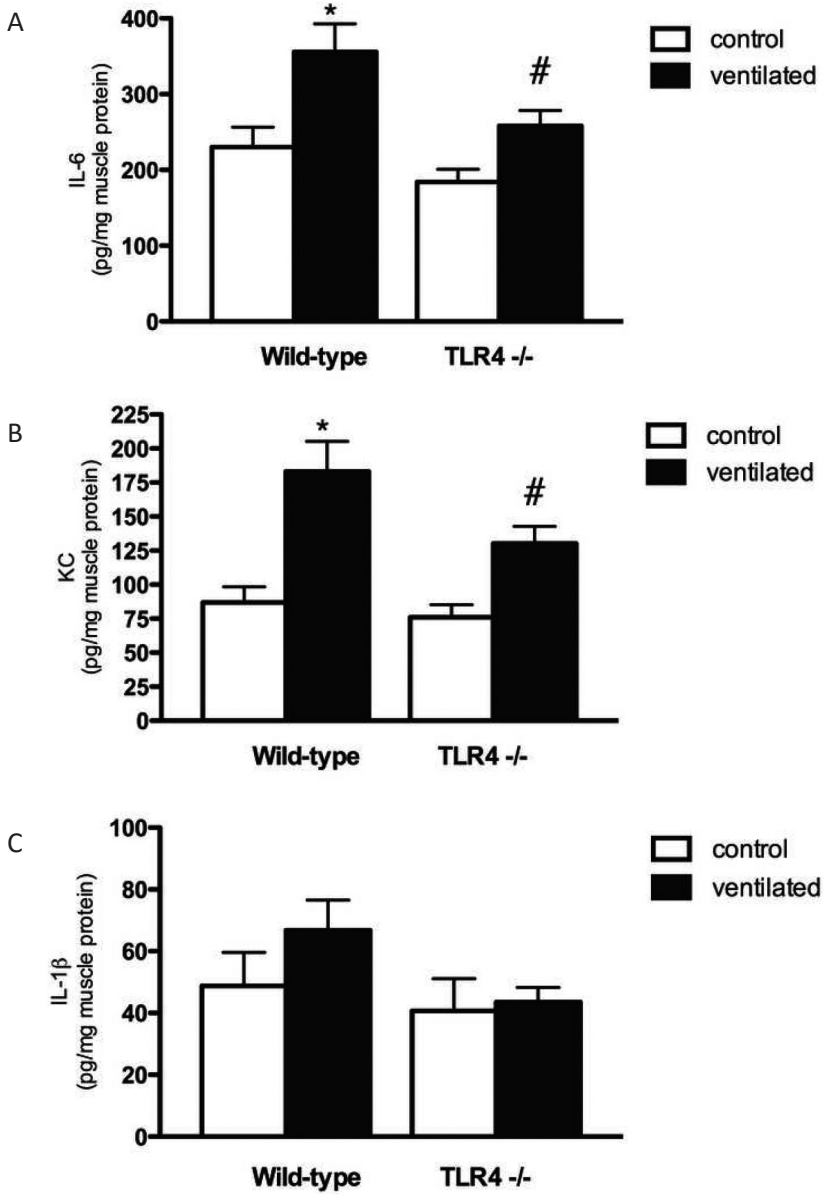 A
400
300
200
100
0
IL-6
(pg/mg muscle protein)
*
#
control
ventilated
Wild-type
TLR4 -/-
B
225
200
175
150
125
100
75
50
25
0
KC
(pg/mg muscle protein)
*
#
control
ventilated
Wild-type
TLR4 -/-
C
100
80
60
40
20
0
IL-1β
(pg/mg muscle protein)
control
ventilated
Wild-type
TLR4 -/-